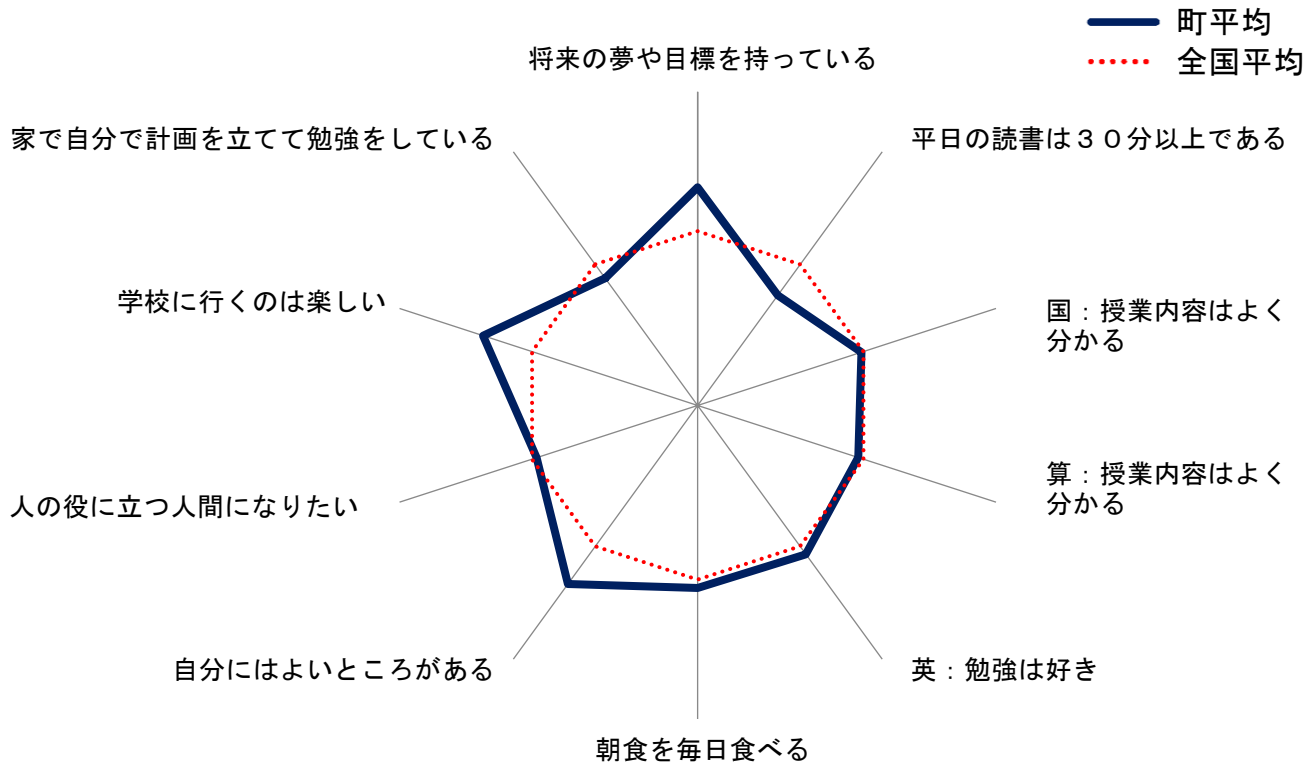 町平均
全国平均
将来の夢や目標を持っている
平日の読書は３０分以上である
国：授業内容はよく
分かる
算：授業内容はよく
分かる
英：勉強は好き
朝食を毎日食べる
自分にはよいところがある
人の役に立つ人間になりたい
学校に行くのは楽しい
家で自分で計画を立てて勉強をしている